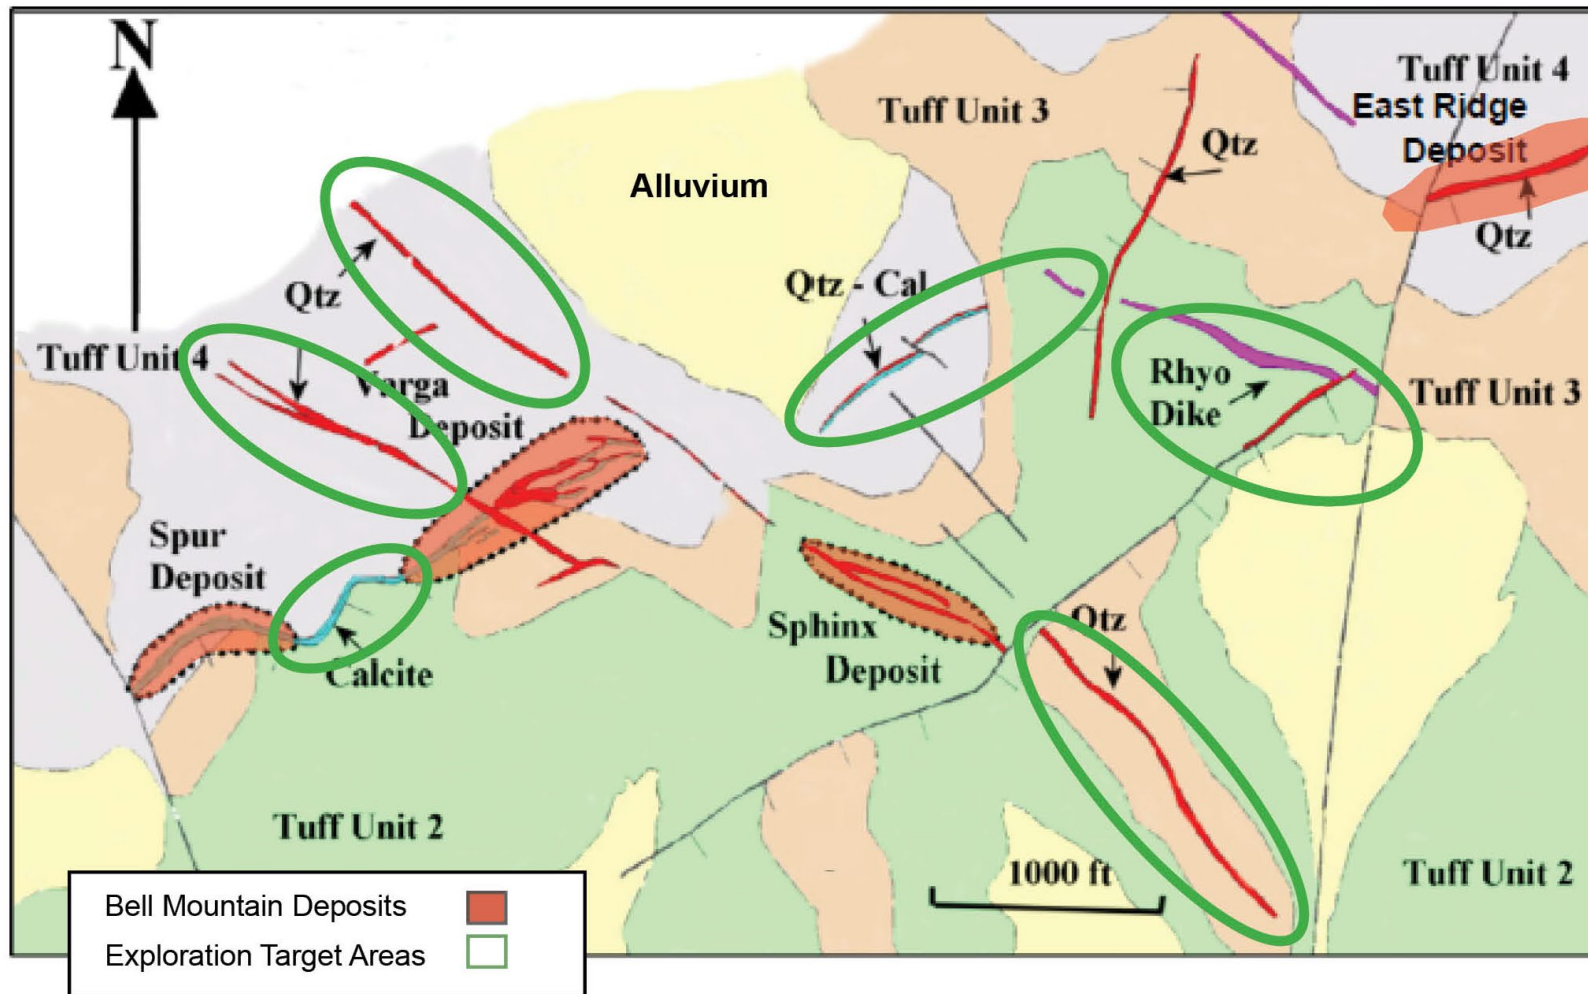 N
Tuff Unit 4
East Ridge
Deposit
Tuff Unit 3
Qtz
Alluvium
Qtz
Qtz - Cal
Qtz
Tuff Unit 4
Varga
Deposit
Rhyo
Dike
Tuff Unit 3
Spur
Deposit
Sphinx
Deposit
Qtz
Calcite
Tuff Unit 2
1000 ft
Tuff Unit 2
Bell Mountain Deposits
Exploration Target Areas